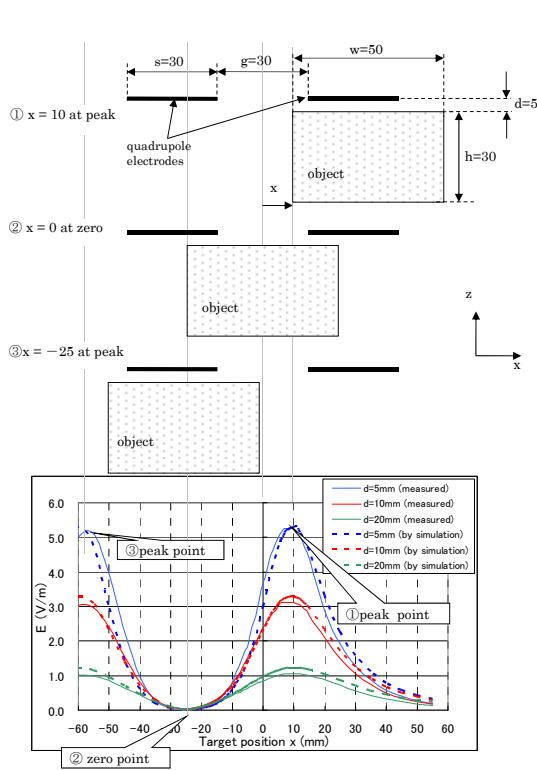 w=50
s=30
g=30
① x = 10 at peak
d=5
quadrupole
electrodes
object
h=30
x
② x = 0 at zero
object
z
x
③x = −25 at peak
object
d=5mm (measured)
d=10mm (measured)
d=20mm (measured)
d=5mm (by simulation)
d=10mm (by simulation)
d=20mm (by simulation)
6.0
5.0
4.0
3.0
2.0
1.0
0.0
E (V/m)
③peak point
①peak point
−60 −50 −40 −30 −20 −10 0 10 20 30 40 50 60
Target position x (mm)
② zero point